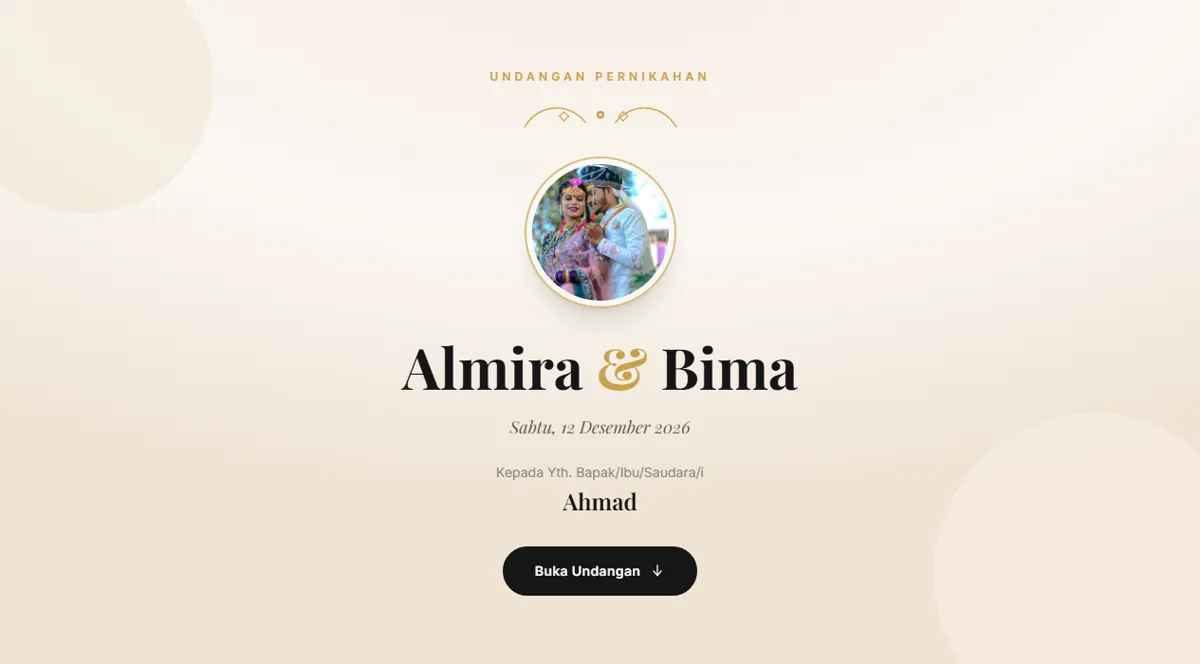 UNDANGAN PERNIKAHAN
Almira & Bima
Sabtu, 12 Desember 2026
Kepada Yth. Bapak/Ibu/Saudara/i
Ahmad
Buka Undangan ↓